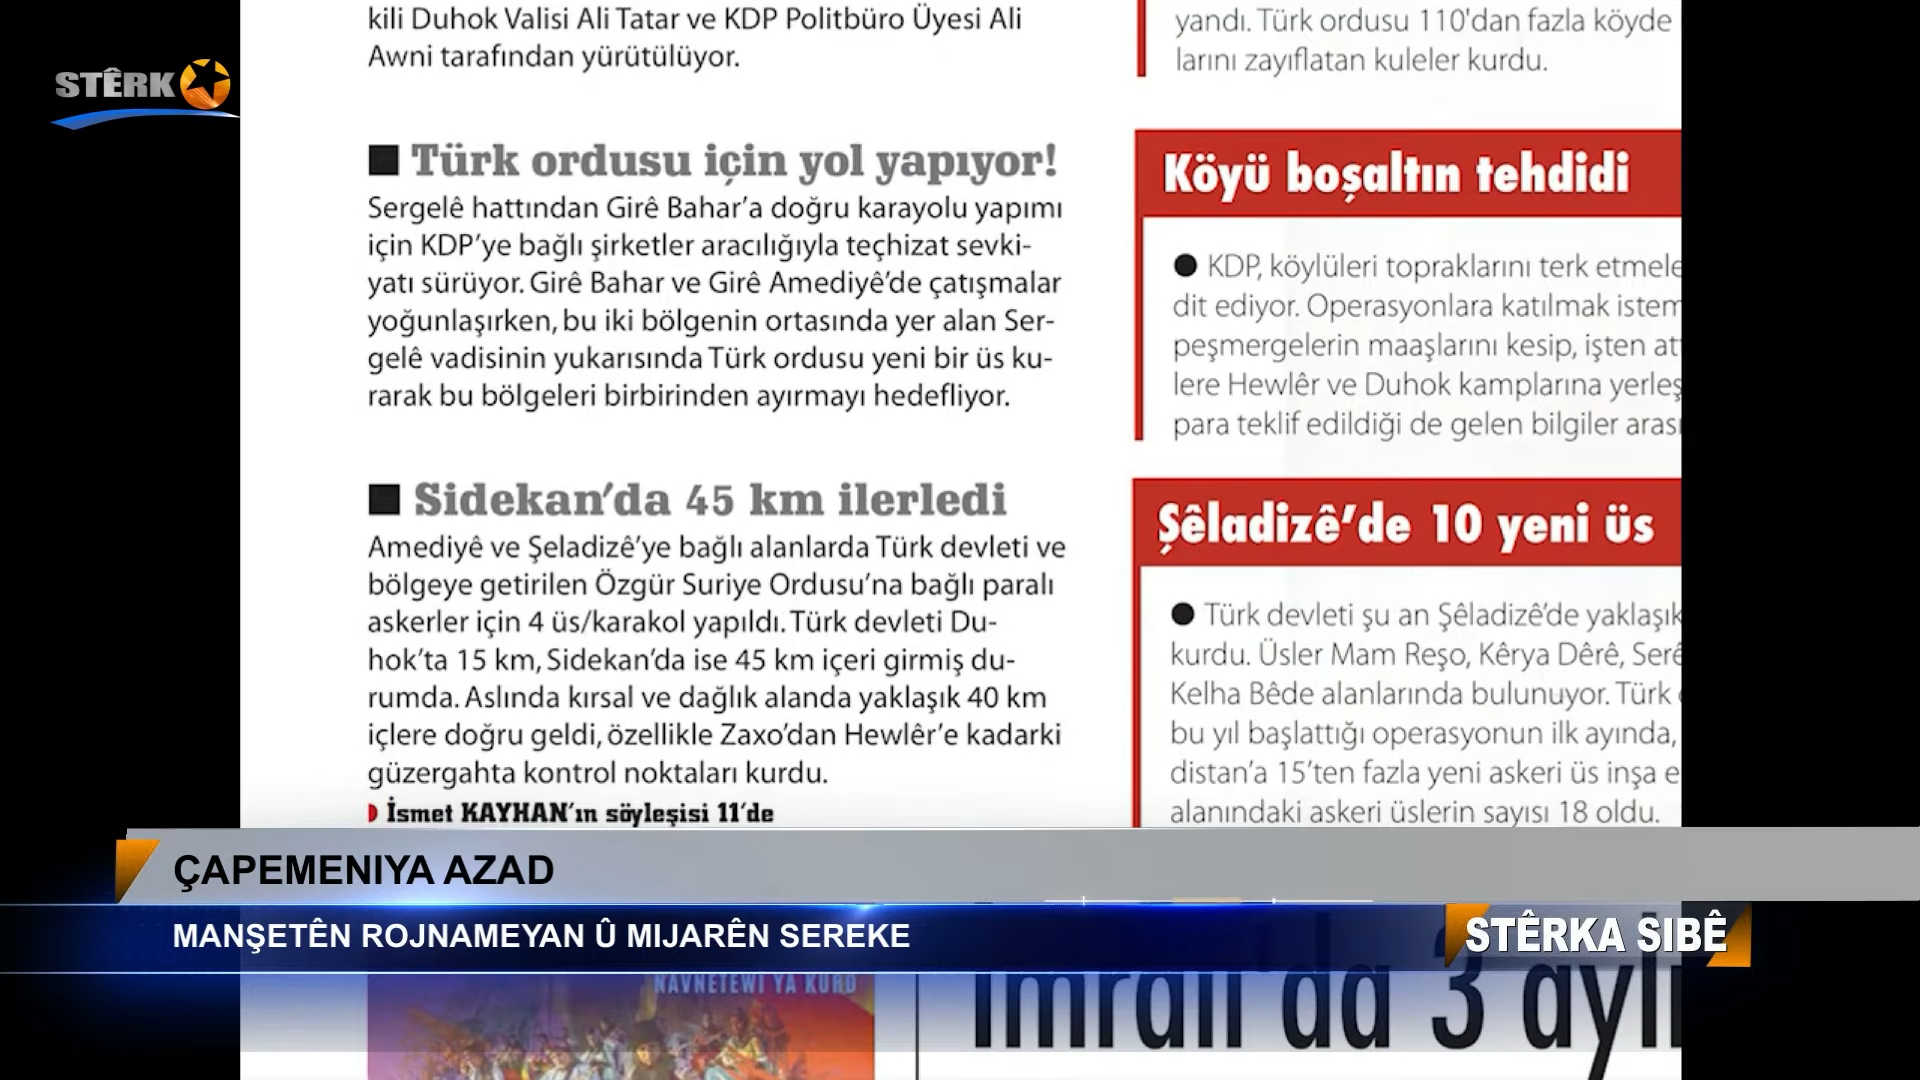 STÊRK
kili Duhok Valisi Ali Tatar ve KDP Politbüro Üyesi Ali
Awni tarafından yürütülüyor.
■ Türk ordusu için yol yapıyor!
Sergelê hattından Girê Bahar’a doğru karayolu yapımı
için KDP’ye bağlı şirketler aracılığıyla teçhizat sevki-
yatı sürüyor. Girê Bahar ve Girê Amediyê’de çatışmalar
yoğunlaşırken, bu iki bölgenin ortasında yer alan Ser-
gelê vadisinin yukarısında Türk ordusu yeni bir üs ku-
rarak bu bölgeleri birbirinden ayırmayı hedefliyor.
■ Sidekan’da 45 km ilerledi
Amediyê ve Şeladizê’ye bağlı alanlarda Türk devleti ve
bölgeye getirilen Özgür Suriye Ordusu’na bağlı paralı
askerler için 4 üs/karakol yapıldı. Türk devleti Du-
hok’ta 15 km, Sidekan’da ise 45 km içeri girmiş du-
rumda. Aslında kırsal ve dağlık alanda yaklaşık 40 km
içlere doğru geldi, özellikle Zaxo’dan Hewlêr’e kadarki
güzergahta kontrol noktaları kurdu.
İsmet KAYHAN’ın söyleşisi 11’de
yandı. Türk ordusu 110'dan fazla köyde
larını zayıflatan kuleler kurdu.
Köyü boşaltın tehdidi
● KDP, köylüleri topraklarını terk etmele
dit ediyor. Operasyonlara katılmak istem
peşmergelerin maaşlarını kesip, işten at
lere Hewlêr ve Duhok kamplarına yerleş
para teklif edildiği de gelen bilgiler aras
Şêladizê’de 10 yeni üs
● Türk devleti şu an Şêladizê’de yaklaşık
kurdu. Üsler Mam Reşo, Kêrya Dêrê, Serê
Kelha Bêde alanlarında bulunuyor. Türk
bu yıl başlattığı operasyonun ilk ayında,
distan’a 15’ten fazla yeni askeri üs inşa e
alanındaki askeri üslerin sayısı 18 oldu.
ÇAPEMENIYA AZAD
MANŞETÊN ROJNAMEYAN Û MIJARÊN SEREKE
STÊRKA SIBÊ
NAVNETEWÎ YA KURD
İmralı’da 3 aylı